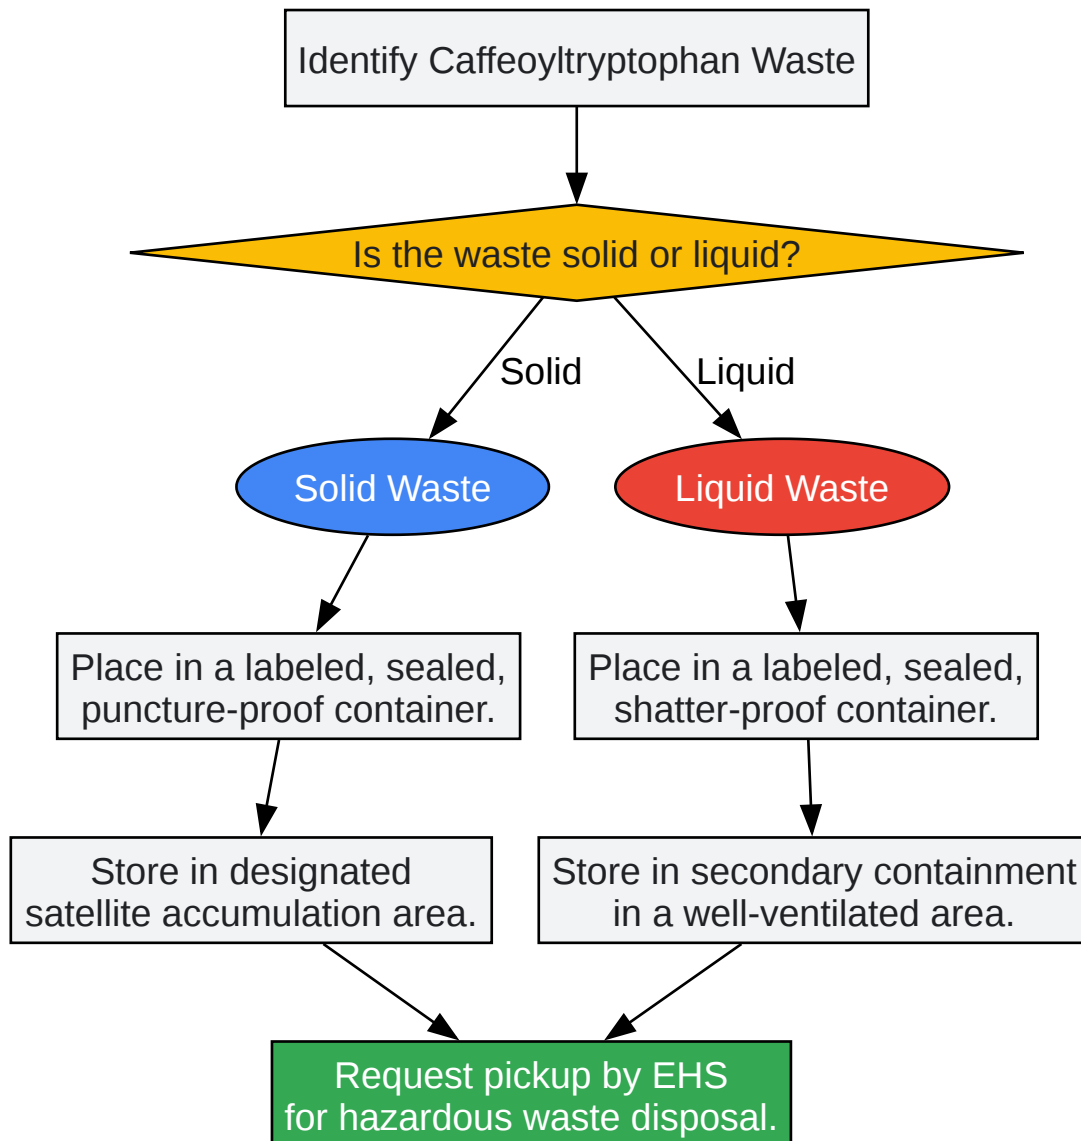 Identify Caffeoyltryptophan Waste
Is the waste solid or liquid?
Solid
Liquid
Solid Waste
Liquid Waste
Place in a labeled, sealed,
puncture-proof container.
Place in a labeled, sealed,
shatter-proof container.
Store in designated
satellite accumulation area.
Store in secondary containment
in a well-ventilated area.
Request pickup by EHS
for hazardous waste disposal.